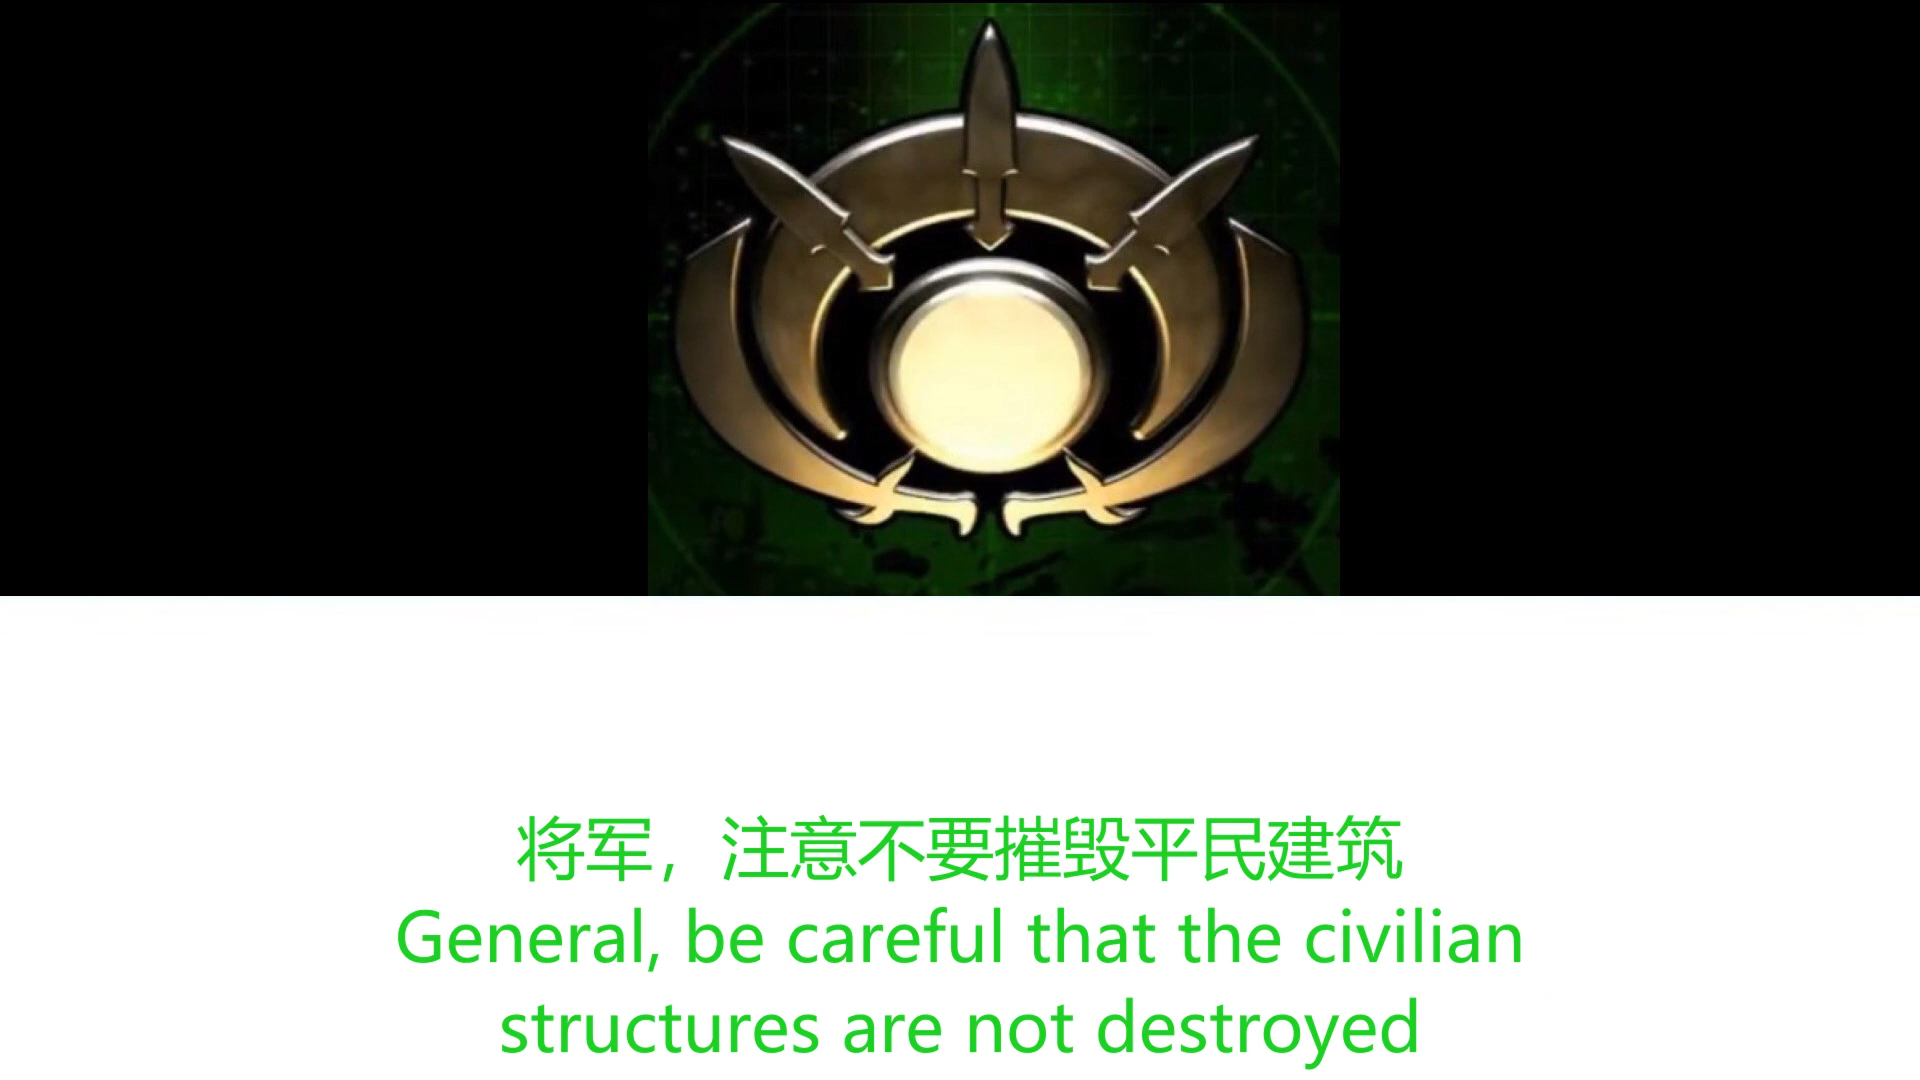 将军，注意不要摧毁平民建筑
General, be careful that the civilian
structures are not destroyed